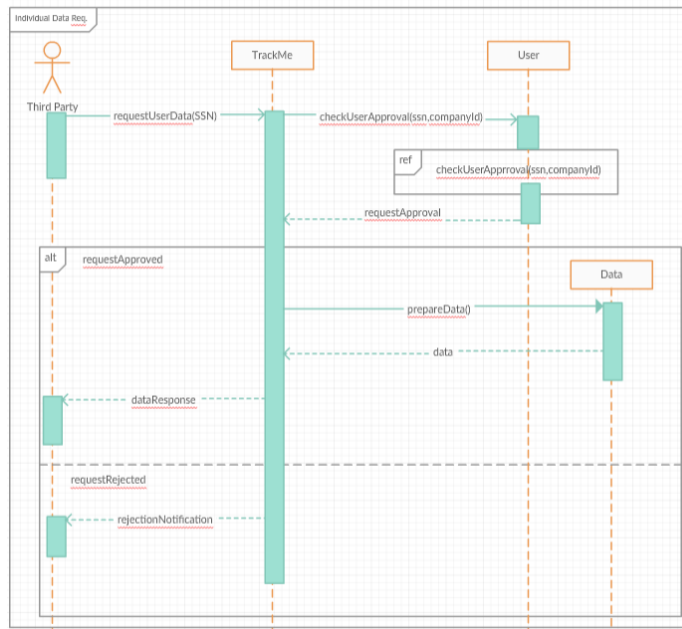 Individual Data Req.
TrackMe
User
Third Party
requestUserData(SSN)
checkUserApproval(ssn,companyId)
ref
checkUserApprroval(ssn,companyId)
requestApproval
alt
requestApproved
Data
prepareData()
data
dataResponse
requestRejected
rejectionNotification